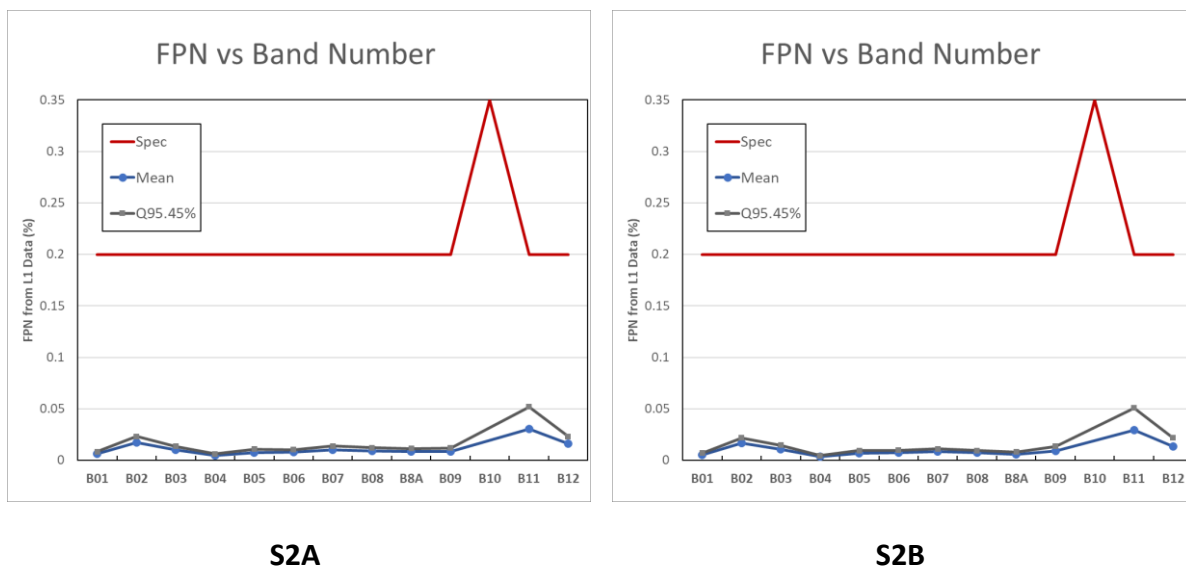 FPN vs Band Number
0.35
0.3
0.25
0.2
0.15
0.1
0.05
0
FPN from L1 Data (%)
Spec
Mean
Q95.45%
B01 B02 B03 B04 B05 B06 B07 B08 B8A B09 B10 B11 B12
S2A
FPN vs Band Number
0.35
0.3
0.25
0.2
0.15
0.1
0.05
0
FPN from L1 Data (%)
Spec
Mean
Q95.45%
B01 B02 B03 B04 B05 B06 B07 B08 B8A B09 B10 B11 B12
S2B